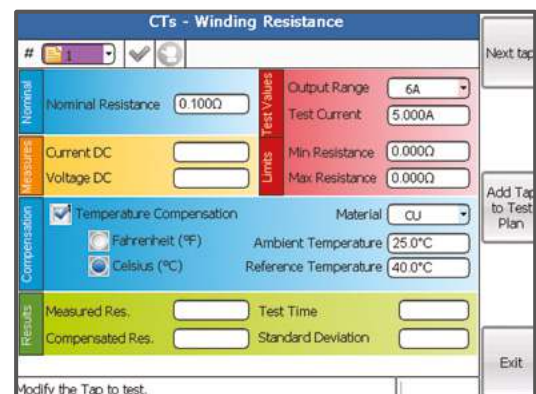 CTs - Winding Resistance
# 1
Next tap
Nominal
Nominal Resistance 0.100Ω
Test Values
Output Range 6A
Test Current 5.000A
Measures
Current DC
Voltage DC
Limits
Min Resistance 0.000Ω
Max Resistance 0.000Ω
Add Tap
to Test
Plan
Compensation
Temperature Compensation
Material CU
Fahrenheit (ºF)
Ambient Temperature 25.0°C
Celsius (ºC)
Reference Temperature 40.0°C
Results
Measured Res.
Test Time
Compensated Res.
Standard Deviation
Exit
Modify the Tap to test.